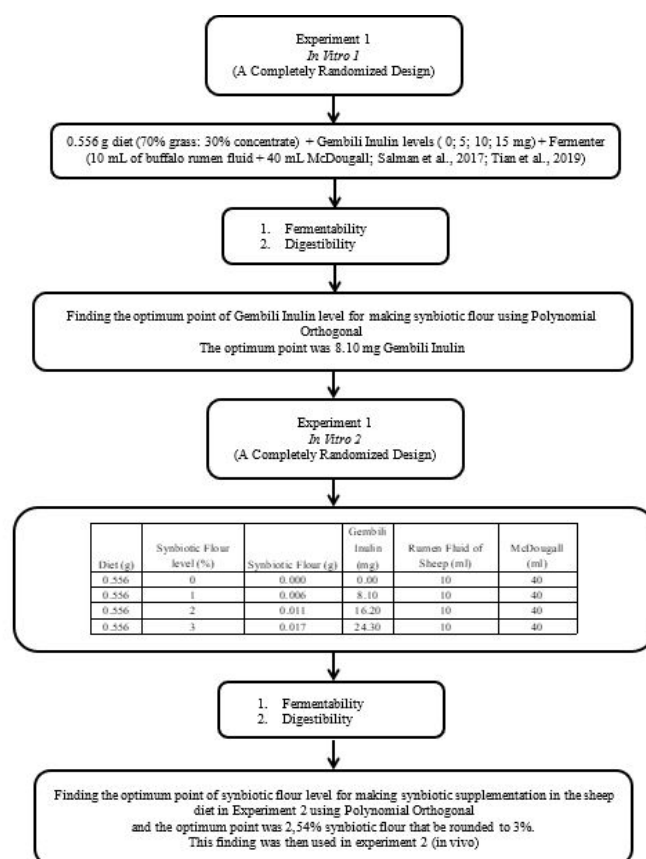 Experiment 1
In Vitro 1
(A Completely Randomized Design)
0.556 g diet (70% grass: 30% concentrate) + Gembili Inulin levels ( 0; 5; 10; 15 mg) + Fermenter
(10 mL of buffalo rumen fluid + 40 mL McDougall; Salman et al., 2017; Tian et al., 2019)
1. Fermentability
2. Digestibility
Finding the optimum point of Gembili Inulin level for making synbiotic flour using Polynomial
Orthogonal
The optimum point was 8.10 mg Gembili Inulin
Experiment 1
In Vitro 2
(A Completely Randomized Design)
Diet (g) Synbiotic Flour level (%) Synbiotic Flour (g) Gembili Inulin (mg) Rumen Fluid of Sheep (ml) McDougall (ml)
0.556 0 0.000 0.00 10 40
0.556 1 0.006 8.10 10 40
0.556 2 0.011 16.20 10 40
0.556 3 0.017 24.30 10 40
1. Fermentability
2. Digestibility
Finding the optimum point of synbiotic flour level for making synbiotic supplementation in the sheep
diet in Experiment 2 using Polynomial Orthogonal
and the optimum point was 2,54% synbiotic flour that be rounded to 3%.
This finding was then used in experiment 2 (in vivo)